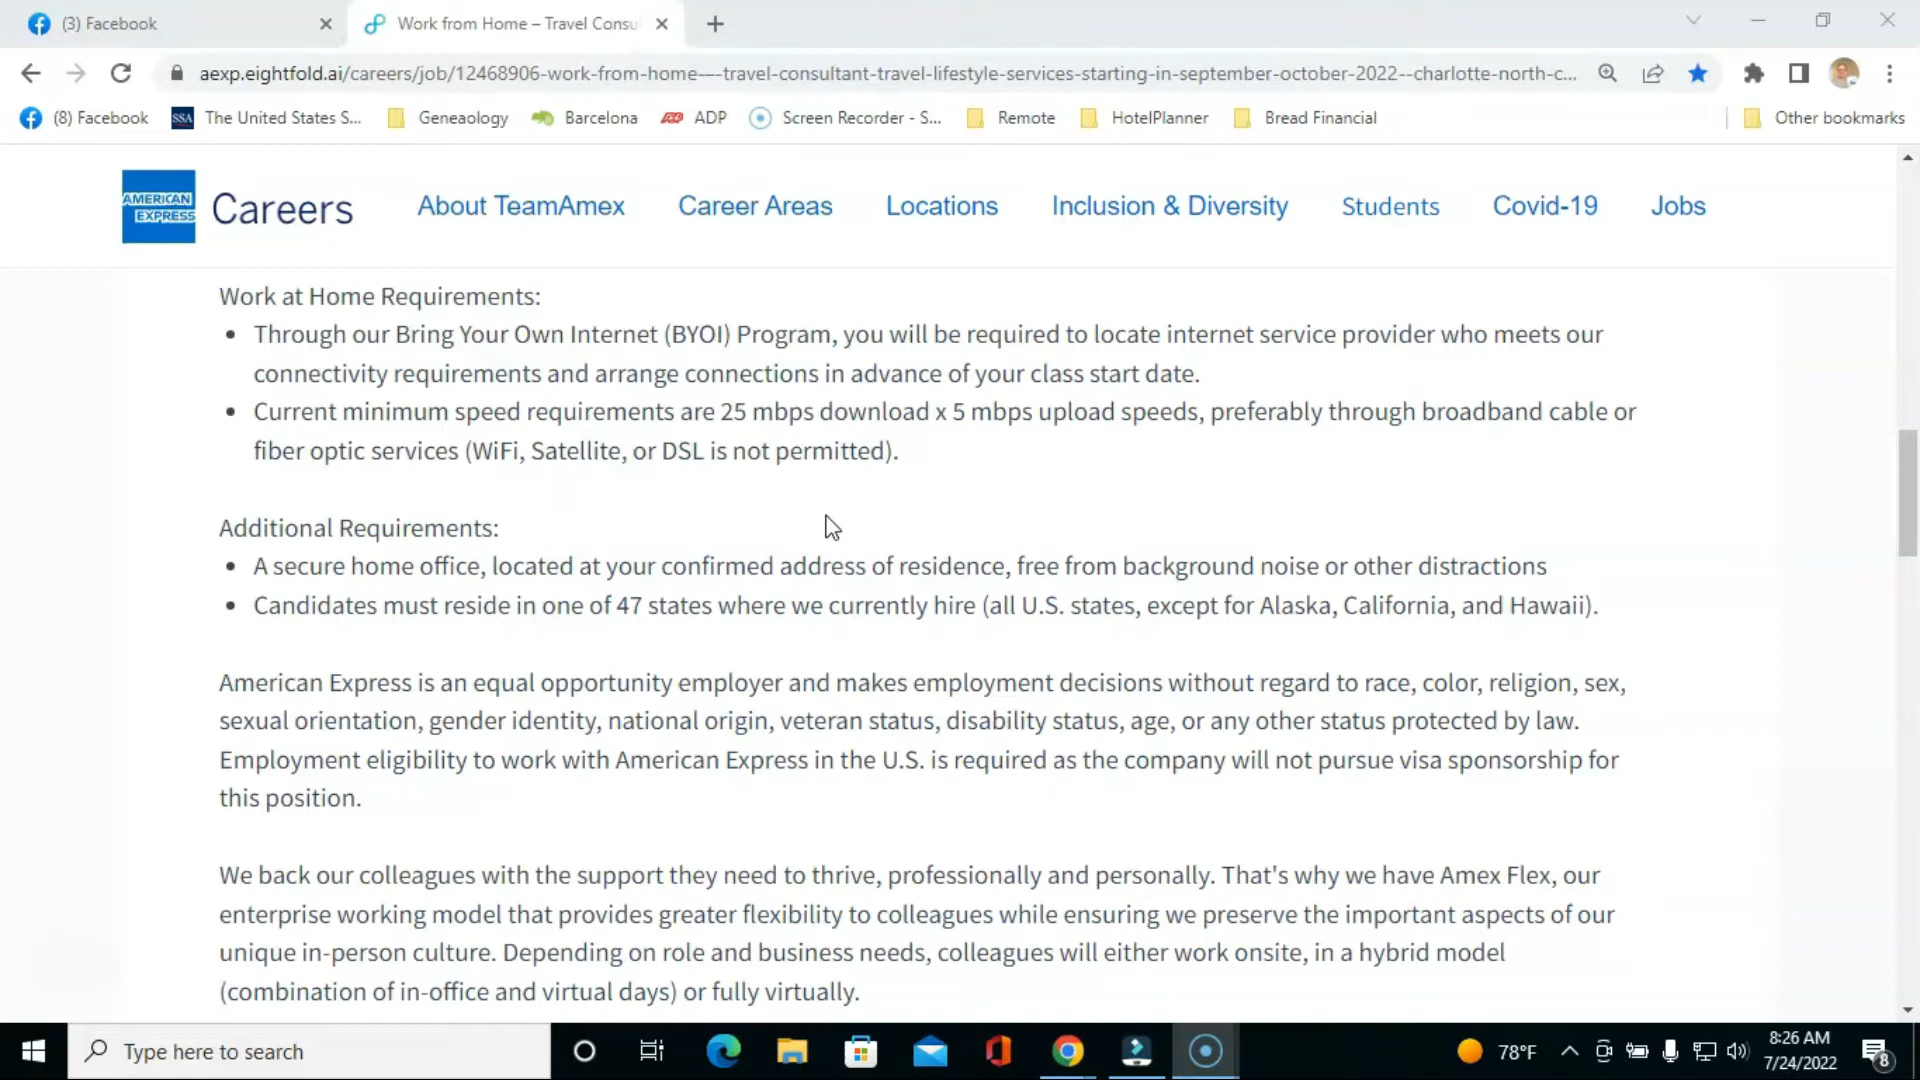 (3) Facebook
Work from Home – Travel Consu
aexp.eightfold.ai/careers/job/12468906-work-from-home-—-travel-consultant-travel-lifestyle-services-starting-in-september-october-2022--charlotte-north-c...
(8) Facebook
SSA
The United States S...
Geneaology
Barcelona
ADP
Screen Recorder - S...
Remote
HotelPlanner
Bread Financial
Other bookmarks
AMERICAN
EXPRESS
Careers
About TeamAmex
Career Areas
Locations
Inclusion & Diversity
Students
Covid-19
Jobs
Work at Home Requirements:
• Through our Bring Your Own Internet (BYOI) Program, you will be required to locate internet service provider who meets our
connectivity requirements and arrange connections in advance of your class start date.
• Current minimum speed requirements are 25 mbps download x 5 mbps upload speeds, preferably through broadband cable or
fiber optic services (WiFi, Satellite, or DSL is not permitted).
Additional Requirements:
• A secure home office, located at your confirmed address of residence, free from background noise or other distractions
• Candidates must reside in one of 47 states where we currently hire (all U.S. states, except for Alaska, California, and Hawaii).
American Express is an equal opportunity employer and makes employment decisions without regard to race, color, religion, sex,
sexual orientation, gender identity, national origin, veteran status, disability status, age, or any other status protected by law.
Employment eligibility to work with American Express in the U.S. is required as the company will not pursue visa sponsorship for
this position.
We back our colleagues with the support they need to thrive, professionally and personally. That's why we have Amex Flex, our
enterprise working model that provides greater flexibility to colleagues while ensuring we preserve the important aspects of our
unique in-person culture. Depending on role and business needs, colleagues will either work onsite, in a hybrid model
(combination of in-office and virtual days) or fully virtually.
Type here to search
78°F
8:26 AM
7/24/2022
8